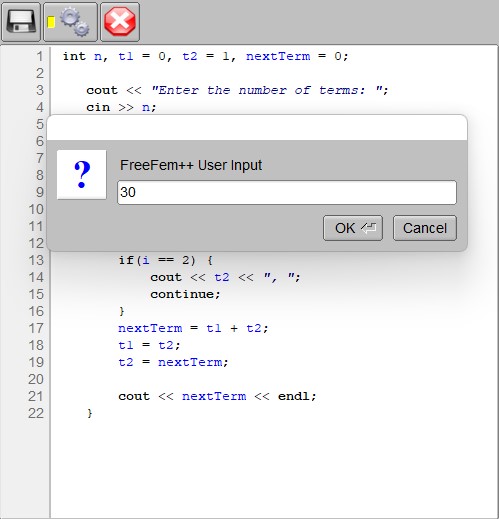 1 int n, t1 = 0, t2 = 1, nextTerm = 0;
2
3 cout << "Enter the number of terms: ";
4 cin >> n;
5
6
7
8
9
10
11
12
13 if(i == 2) {
14 cout << t2 << ", ";
15 continue;
16 }
17 nextTerm = t1 + t2;
18 t1 = t2;
19 t2 = nextTerm;
20
21 cout << nextTerm << endl;
22 }
?
FreeFem++ User Input
30
OK
Cancel